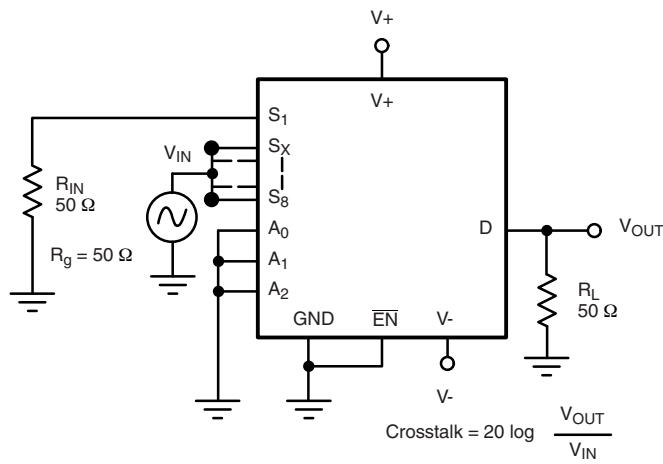 V+
V+
S1
SX
VIN
RIN
50 Ω
S8
A0
D
VOUT
Rg = 50 Ω
A1
A2
RL
50 Ω
GND
EN
V-
V-
Crosstalk = 20 log VOUT
VIN